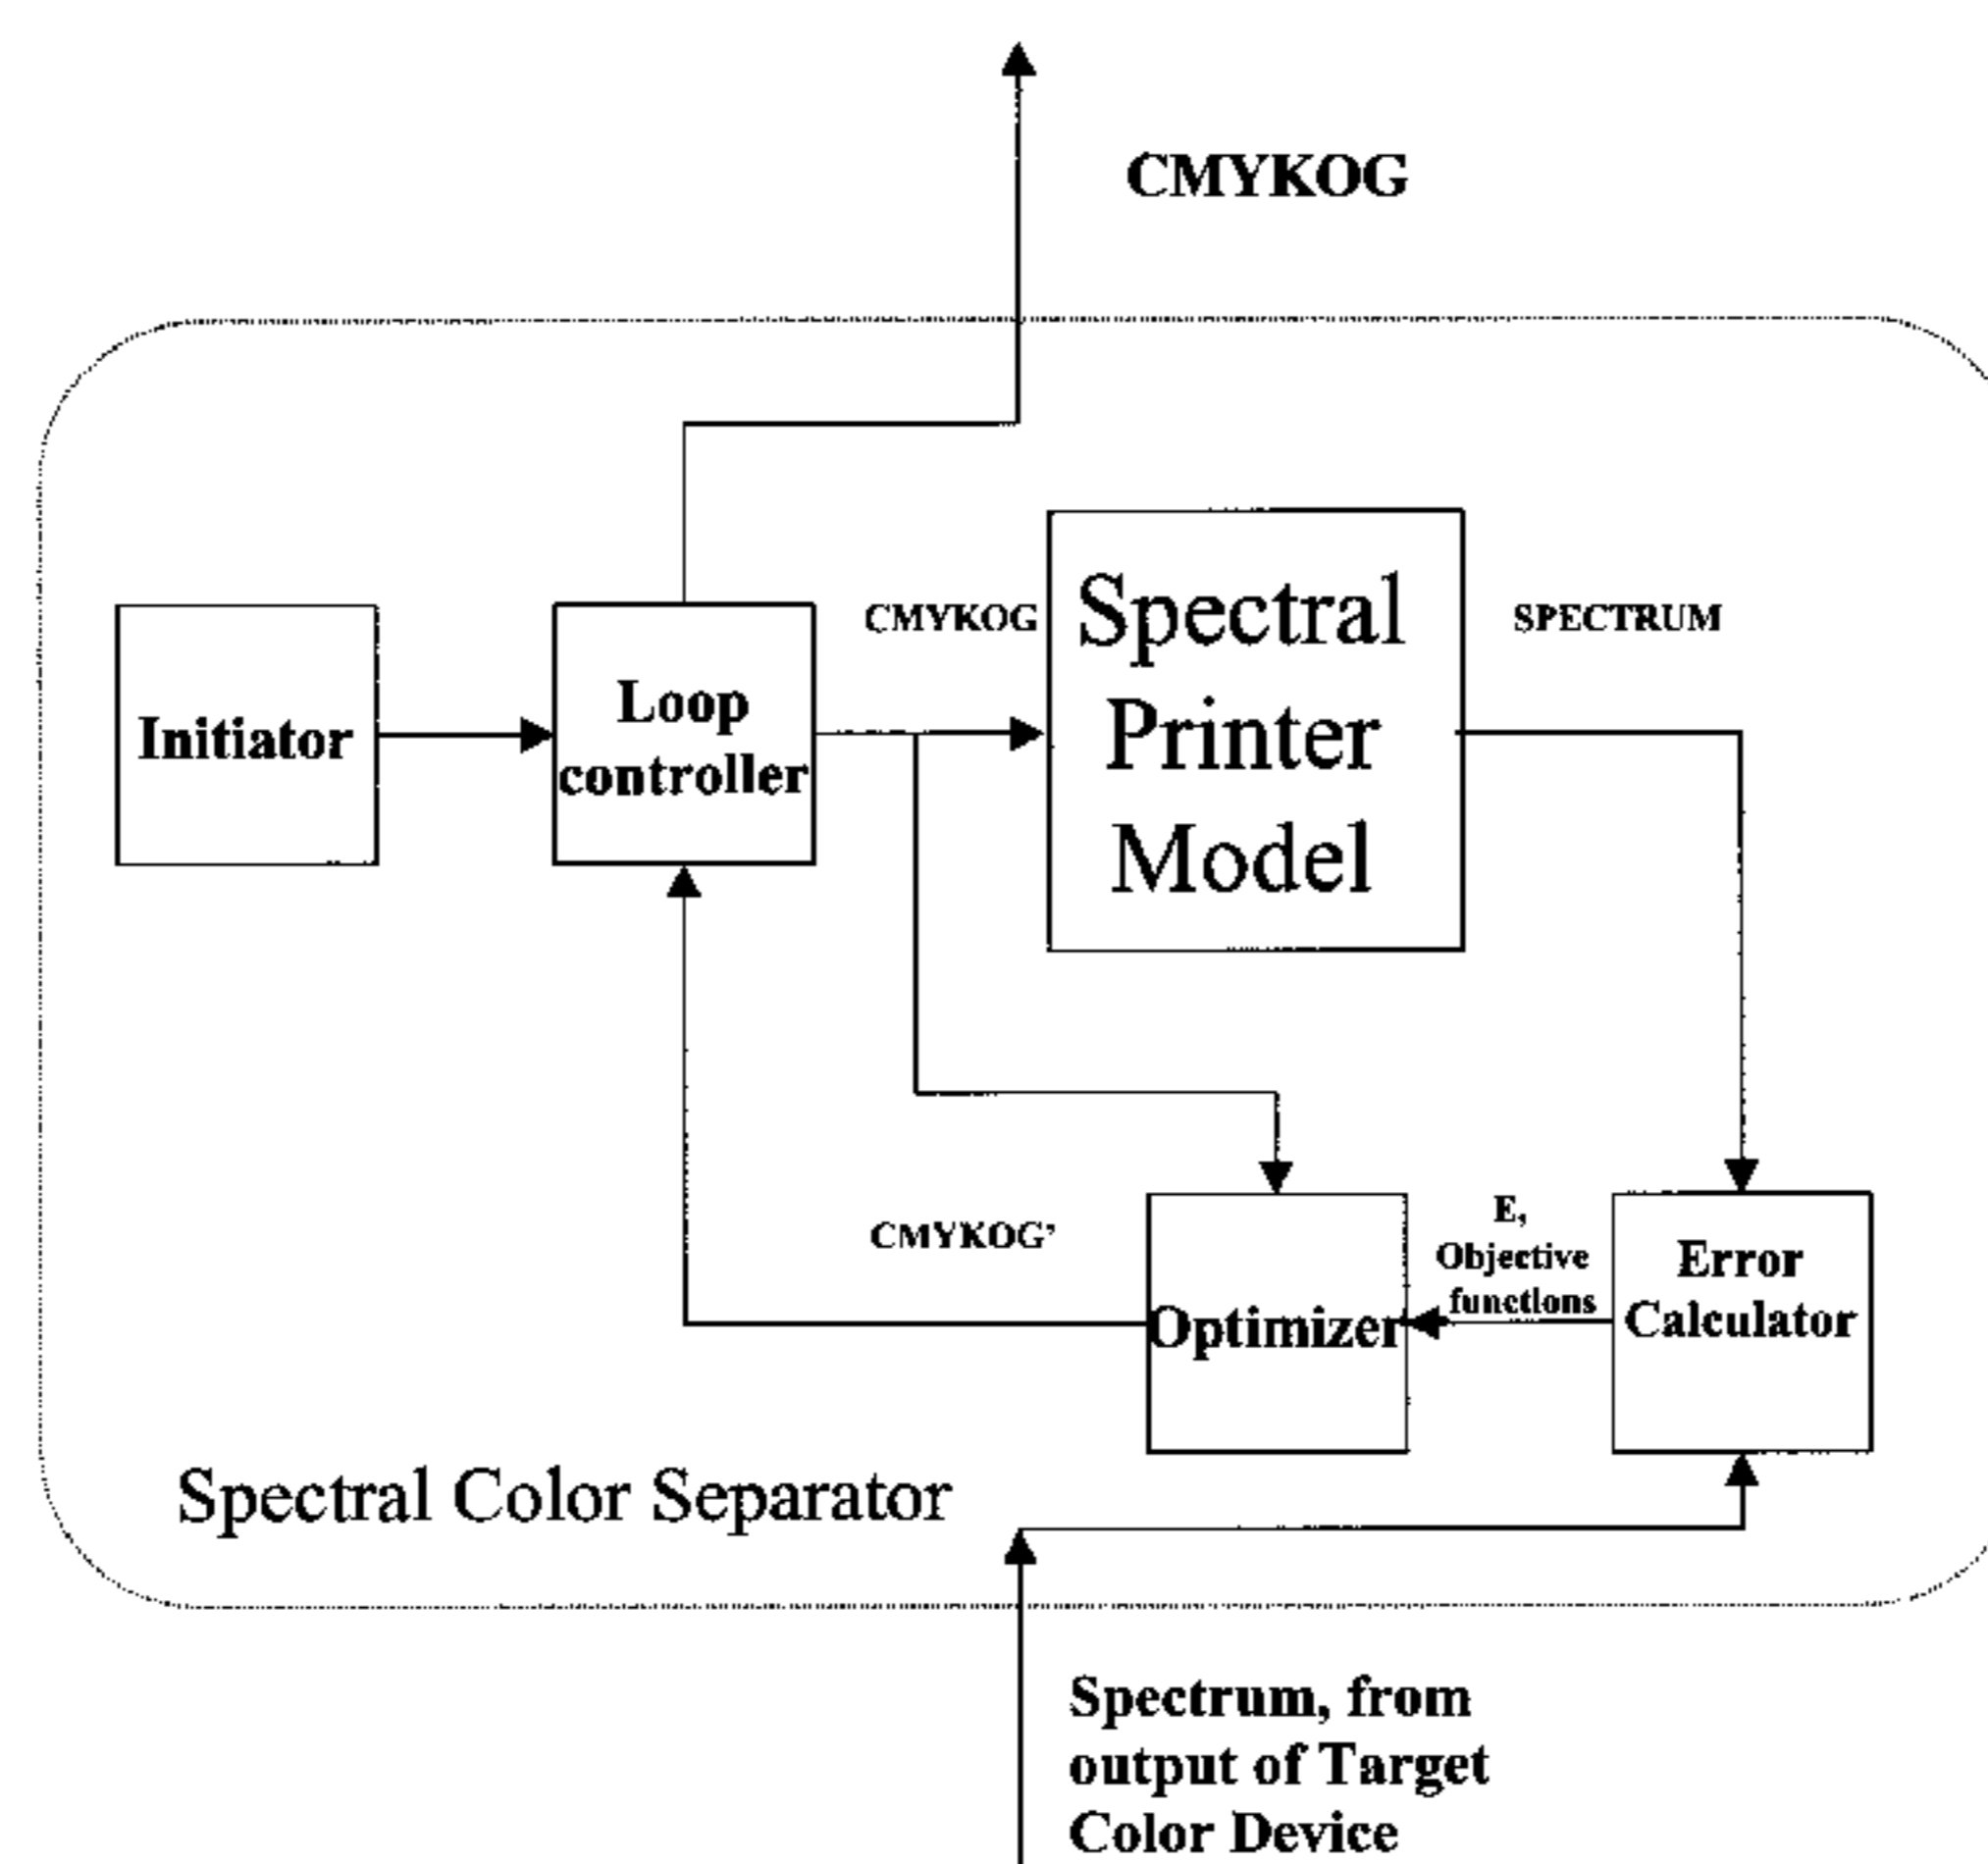 CMYKOG
Initiator
Loop
controller
CMYKOG
Spectral
Printer
Model
SPECTRUM
CMYKOG'
Optimizer
E,
Objective
functions
Error
Calculator
Spectral Color Separator
Spectrum, from
output of Target
Color Device